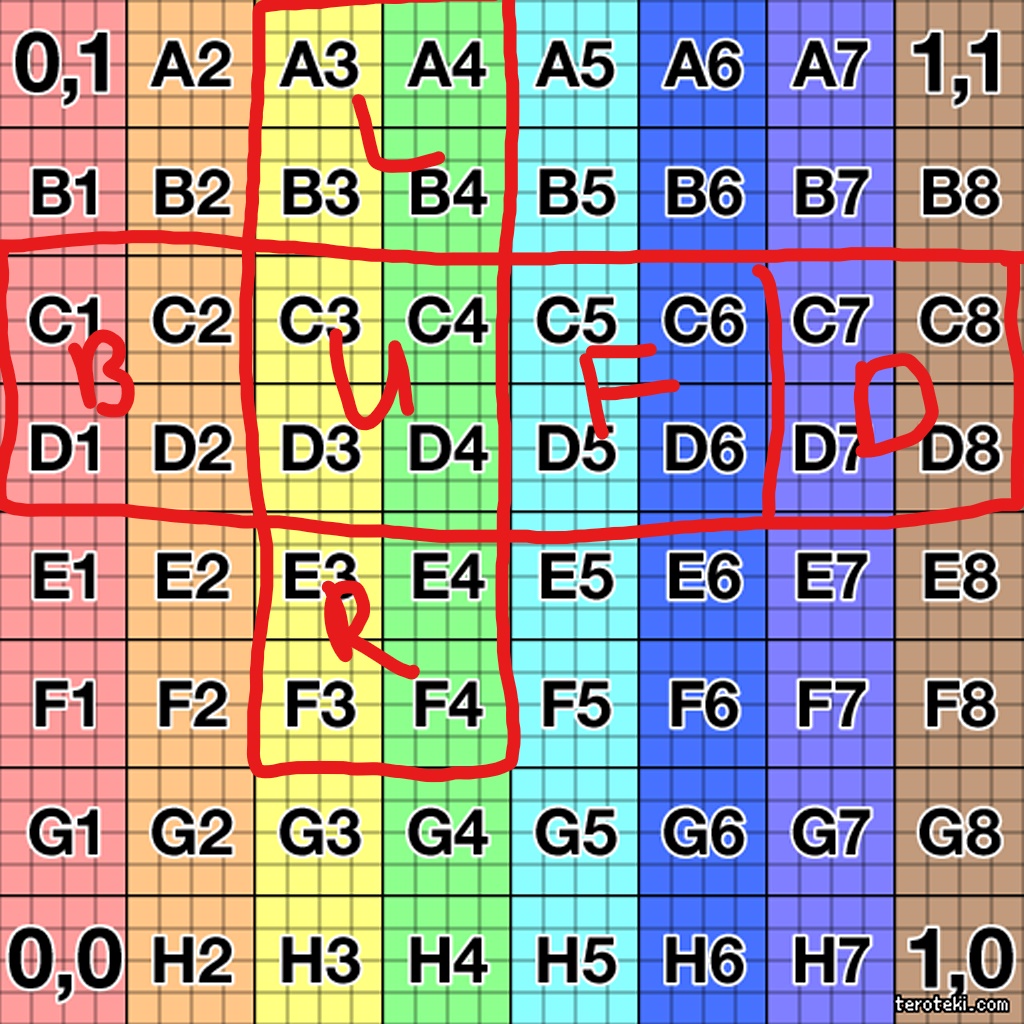 0,1 A2 A3 A4 A5 A6 A7 1,1
L
B1 B2 B3 B4 B5 B6 B7 B8
C1 C2 C3 C4 C5 C6 C7 C8
B U F D
D1 D2 D3 D4 D5 D6 D7 D8
E1 E2 E3 E4 E5 E6 E7 E8
R
F1 F2 F3 F4 F5 F6 F7 F8
G1 G2 G3 G4 G5 G6 G7 G8
0,0 H2 H3 H4 H5 H6 H7 1,0
teroteki.com